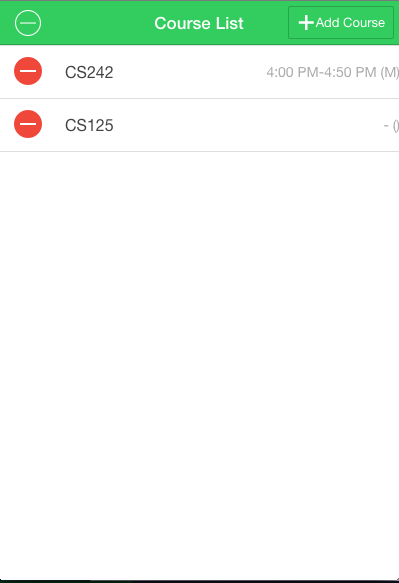 Course List
Add Course
CS242 4:00 PM-4:50 PM (M)
CS125 - ()